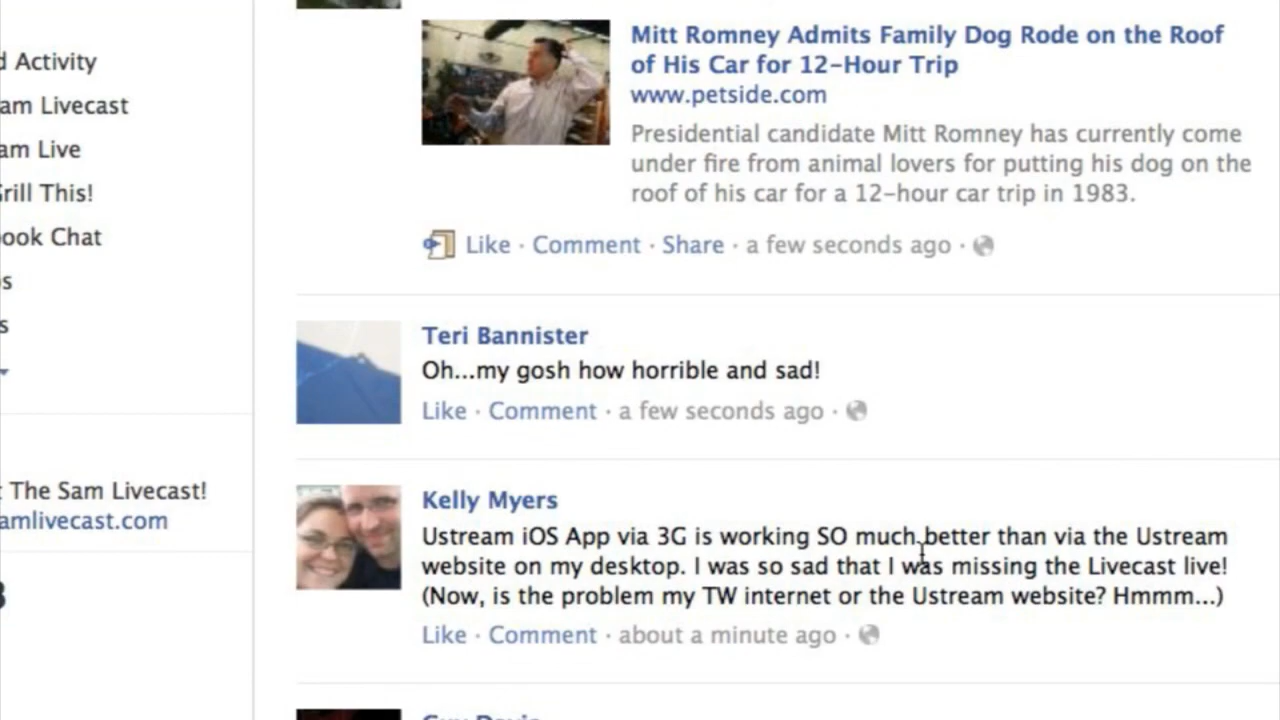 d Activity
am Livecast
am Live
Grill This!
ook Chat
s
s
t The Sam Livecast!
amlivecast.com
Mitt Romney Admits Family Dog Rode on the Roof
of His Car for 12-Hour Trip
www.petside.com
Presidential candidate Mitt Romney has currently come
under fire from animal lovers for putting his dog on the
roof of his car for a 12-hour car trip in 1983.
Like · Comment · Share · a few seconds ago ·
Teri Bannister
Oh...my gosh how horrible and sad!
Like · Comment · a few seconds ago ·
Kelly Myers
Ustream iOS App via 3G is working SO much better than via the Ustream
website on my desktop. I was so sad that I was missing the Livecast live!
(Now, is the problem my TW internet or the Ustream website? Hmmm...)
Like · Comment · about a minute ago ·
Guy Davis